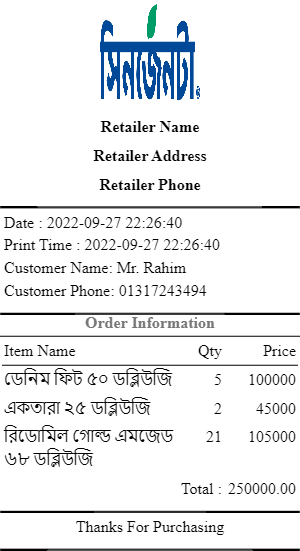 সিনজেনটা
Retailer Name
Retailer Address
Retailer Phone
Date : 2022-09-27 22:26:40
Print Time : 2022-09-27 22:26:40
Customer Name: Mr. Rahim
Customer Phone: 01317243494
Order Information
Item Name Qty Price
ডেনিম ফিট ৫০ ডব্লিউজি 5 100000
একতারা ২৫ ডব্লিউজি 2 45000
রিডোমিল গোল্ড এমজেড 21 105000
৬৮ ডব্লিউজি
Total : 250000.00
Thanks For Purchasing